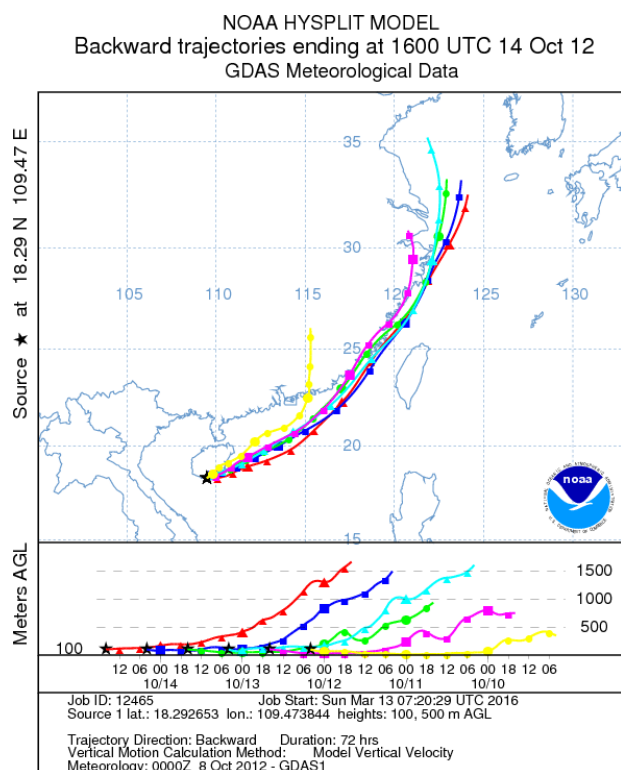 NOAA HYSPLIT MODEL
Backward trajectories ending at 1600 UTC 14 Oct 12
GDAS Meteorological Data
Source ★ at 18.29 N 109.47 E
35
30
105 110 115 120 125 130
25
20
15
noaa
Meters AGL
1500
1000
500
100
12 06 00 18 12 06 00 18 12 06 00 18 12 06 00 18 12 06 00 18 12 06
10/14 10/13 10/12 10/11 10/10
Job ID: 12465 Job Start: Sun Mar 13 07:20:29 UTC 2016
Source 1 lat.: 18.292653 lon.: 109.473844 heights: 100, 500 m AGL
Trajectory Direction: Backward Duration: 72 hrs
Vertical Motion Calculation Method: Model Vertical Velocity
Meteorology: 0000Z 8 Oct 2012 - GDAS1